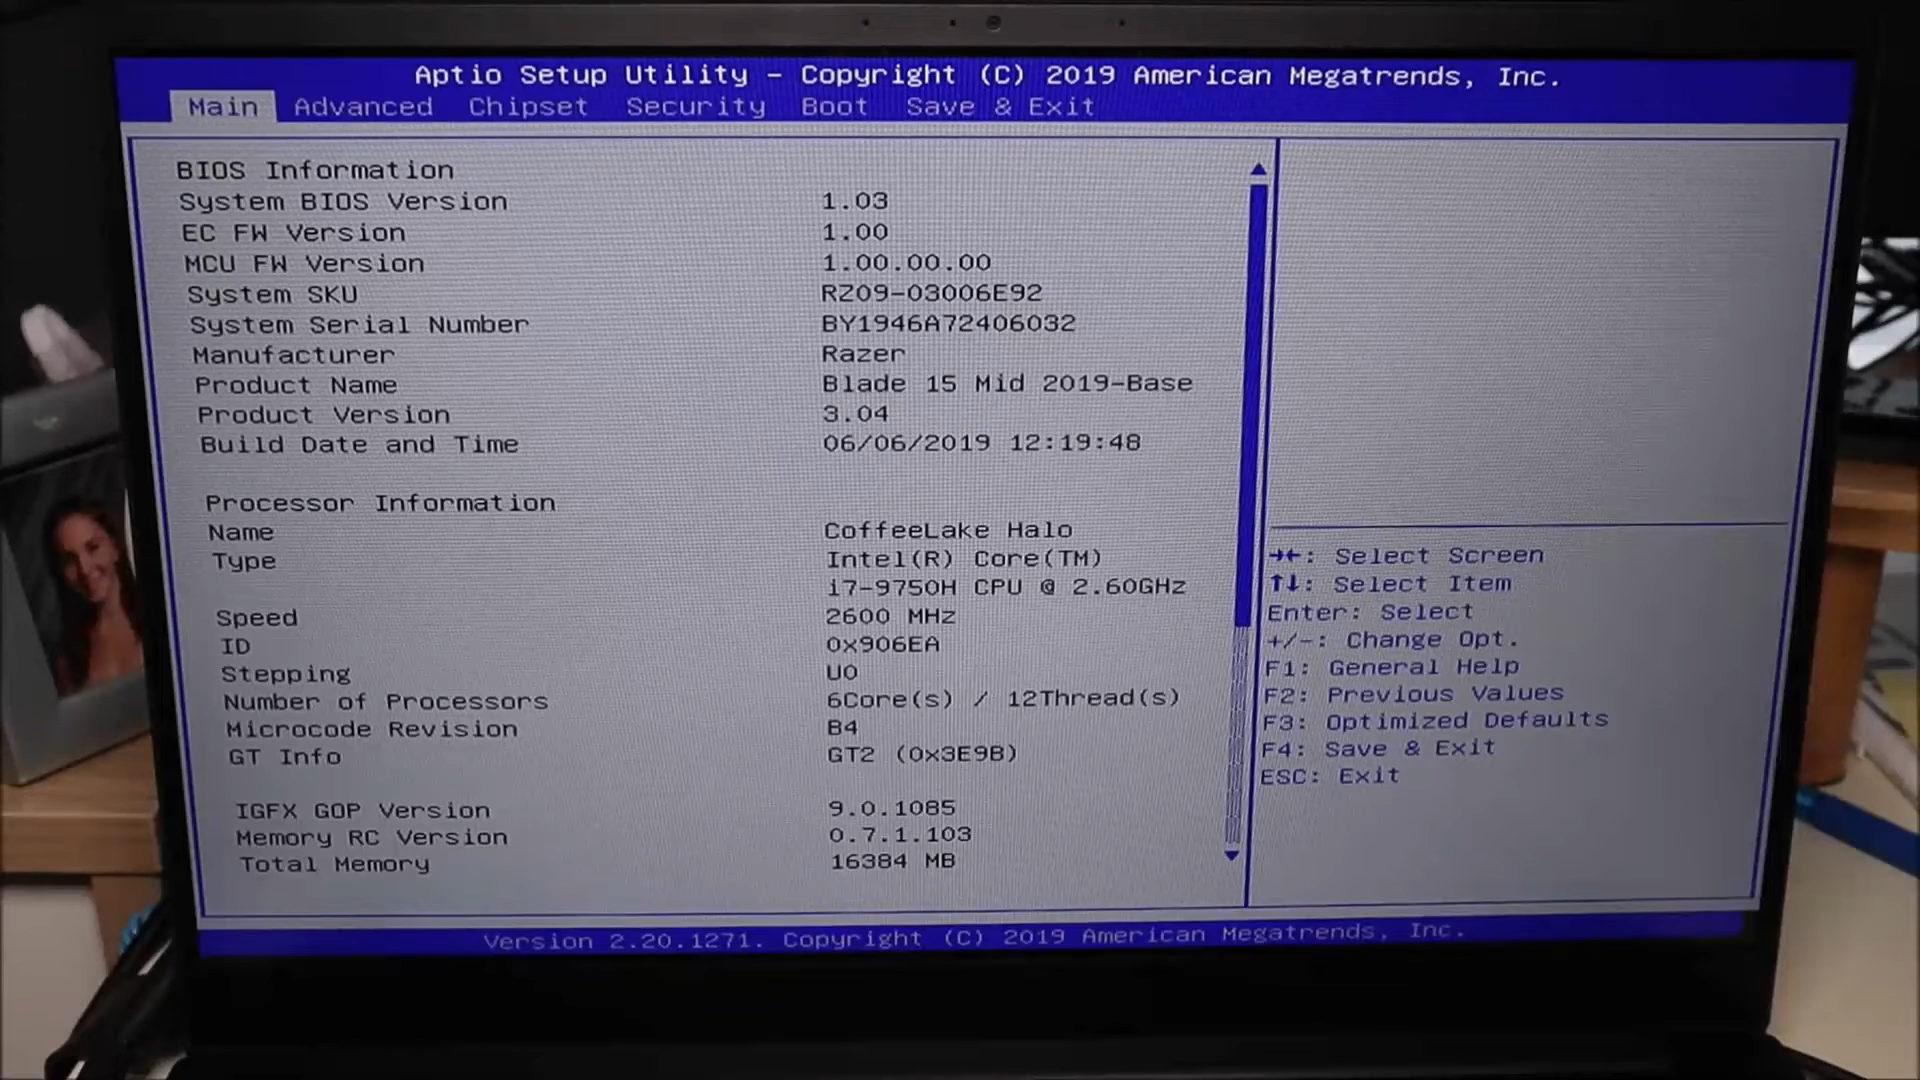 Aptio Setup Utility – Copyright (C) 2019 American Megatrends, Inc.
Main Advanced Chipset Security Boot Save & Exit
BIOS Information
System BIOS Version 1.03
EC FW Version 1.00
MCU FW Version 1.00.00.00
System SKU RZ09-03006E92
System Serial Number BY1946A72406032
Manufacturer Razer
Product Name Blade 15 Mid 2019-Base
Product Version 3.04
Build Date and Time 06/06/2019 12:19:48
Processor Information
Name CoffeeLake Halo
Type Intel(R) Core(TM)
i7-9750H CPU @ 2.60GHz
Speed 2600 MHz
ID 0x906EA
Stepping U0
Number of Processors 6Core(s) / 12Thread(s)
Microcode Revision B4
GT Info GT2 (0x3E9B)
IGFX GOP Version 9.0.1085
Memory RC Version 0.7.1.103
Total Memory 16384 MB
→←: Select Screen
↑↓: Select Item
Enter: Select
+/-: Change Opt.
F1: General Help
F2: Previous Values
F3: Optimized Defaults
F4: Save & Exit
ESC: Exit
Version 2.20.1271. Copyright (C) 2019 American Megatrends, Inc.